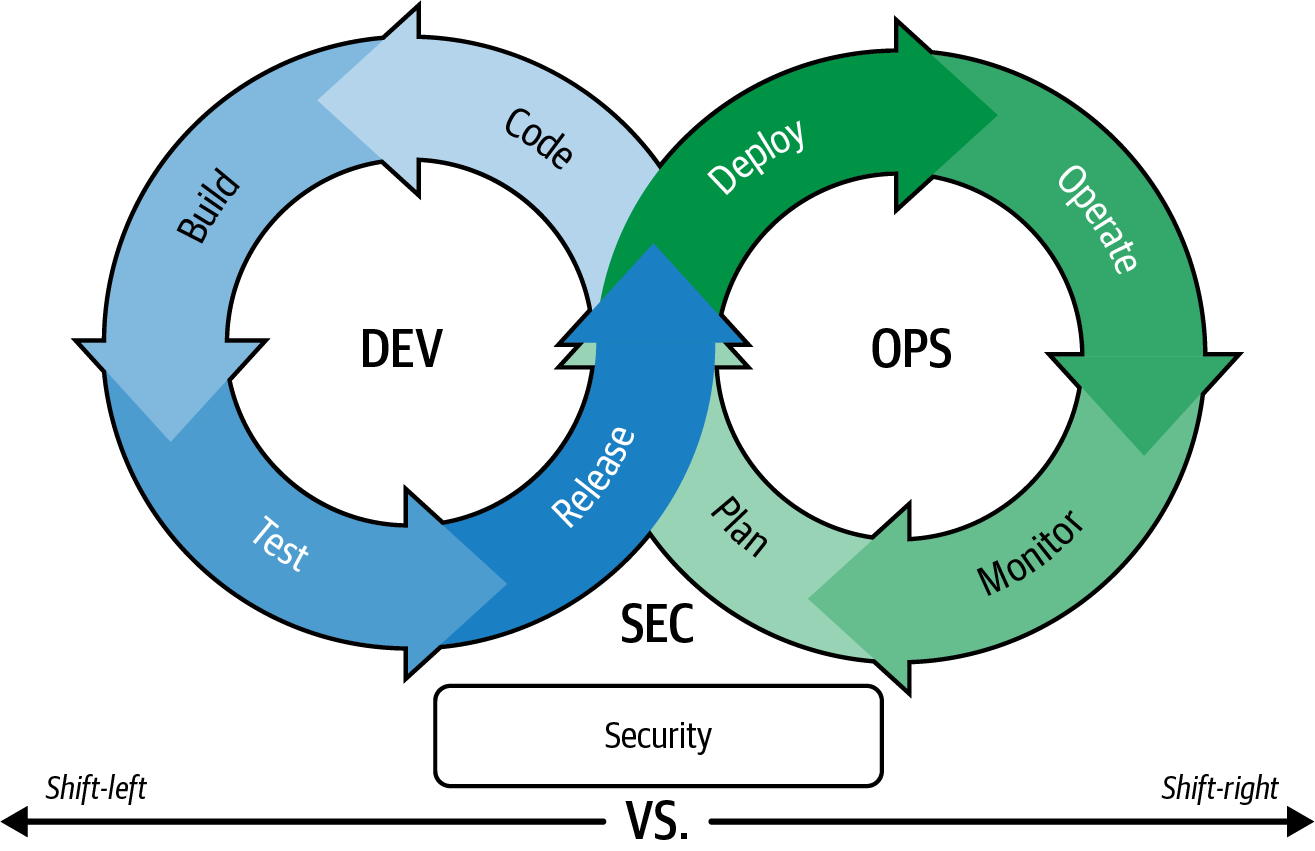 Code
Deploy
Build
Operate
DEV
OPS
Release
Test
Plan
Monitor
SEC
Security
Shift-left
Shift-right
VS.